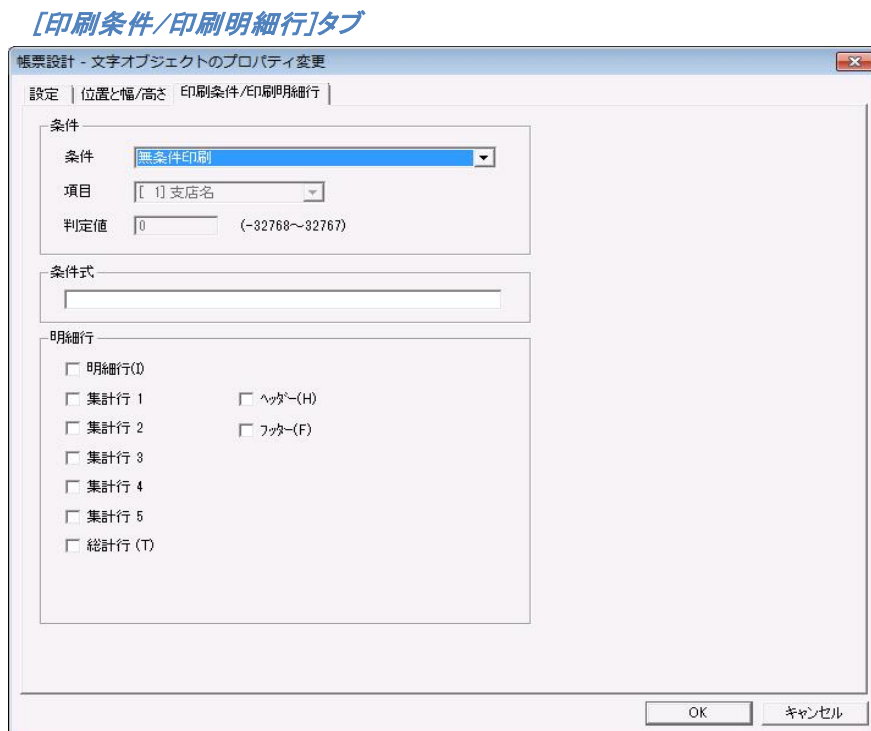 [印刷条件/印刷明細行]タブ
帳票設計 - 文字オブジェクトのプロパティ変更
設定 位置と幅/高さ 印刷条件/印刷明細行
条件
条件 無条件印刷
項目 [ 1] 支店名
判定値 0 (-32768～32767)
条件式
明細行
明細行(I)
集計行 1 ヘッダー(H)
集計行 2 フッター(F)
集計行 3
集計行 4
集計行 5
総計行 (T)
OK キャンセル